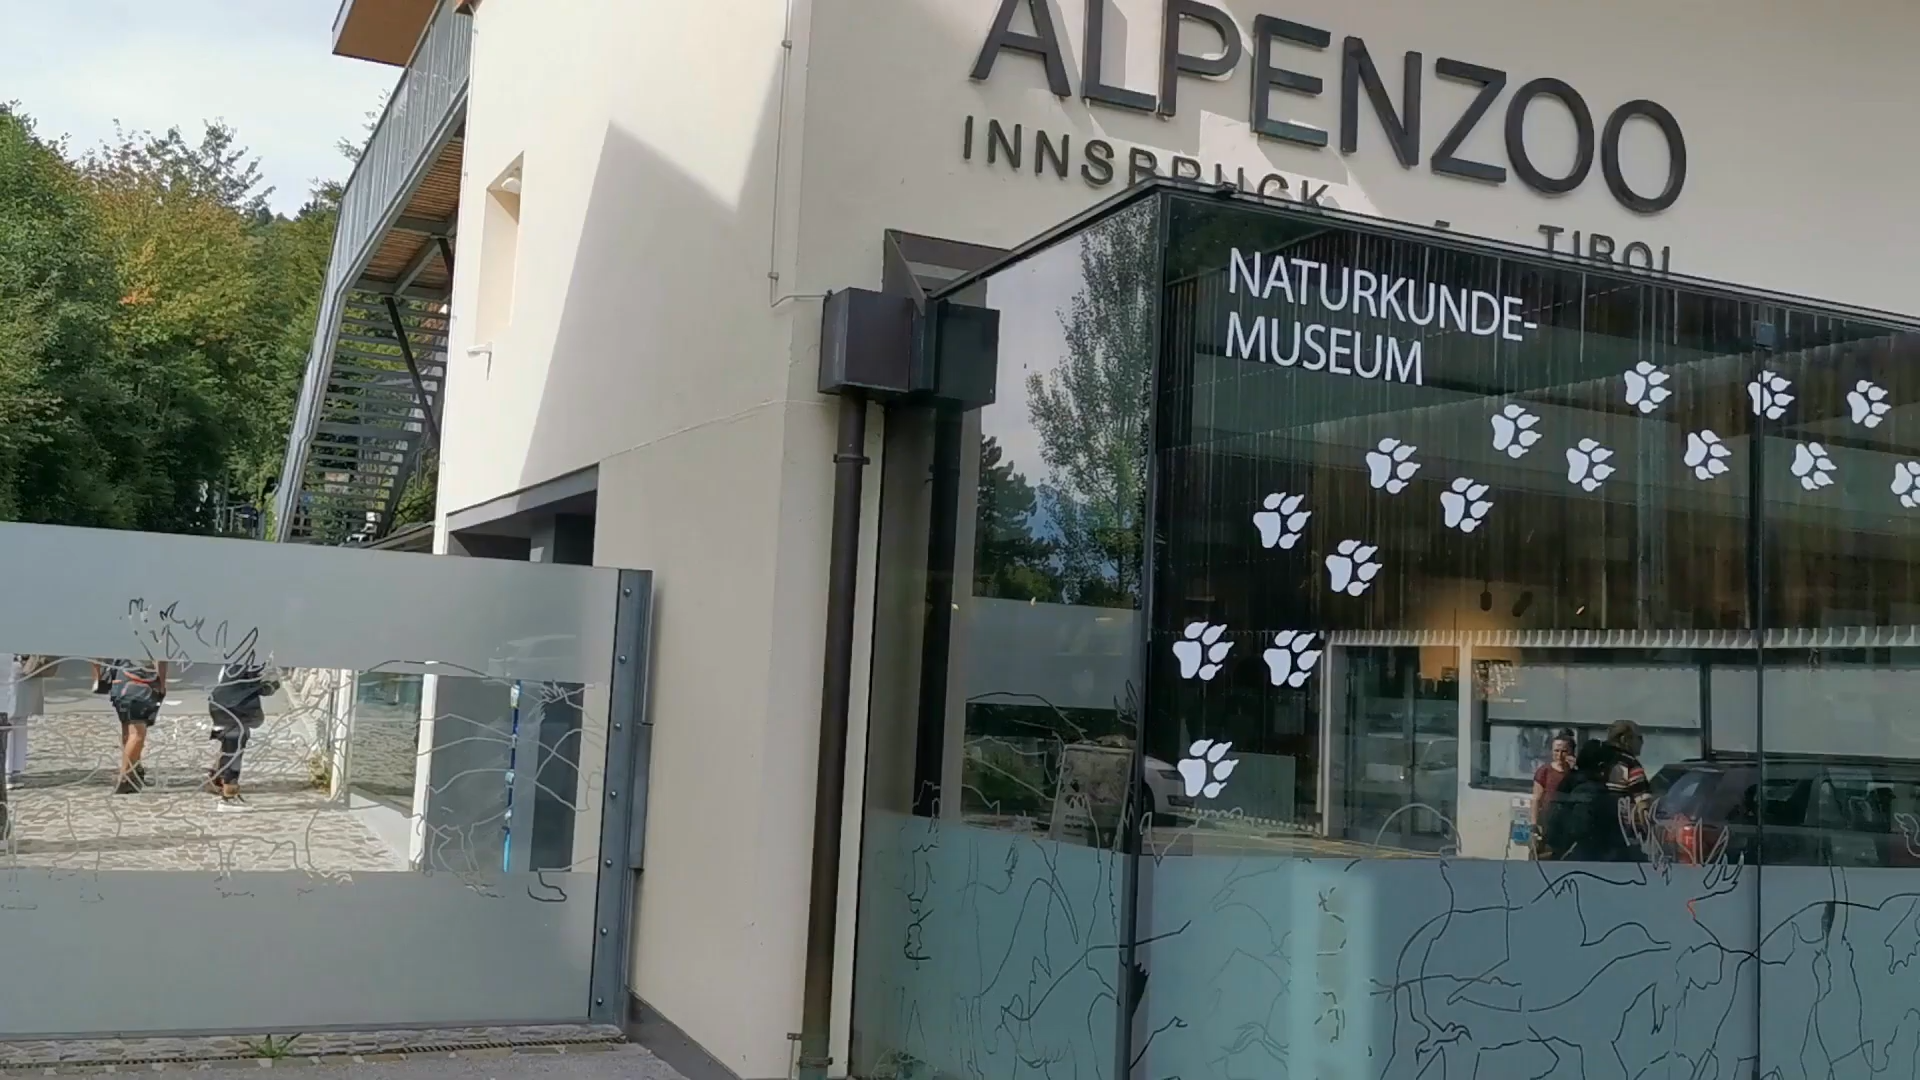 ALPENZOO
INNSBRUCK - TIROL
NATURKUNDE-
MUSEUM